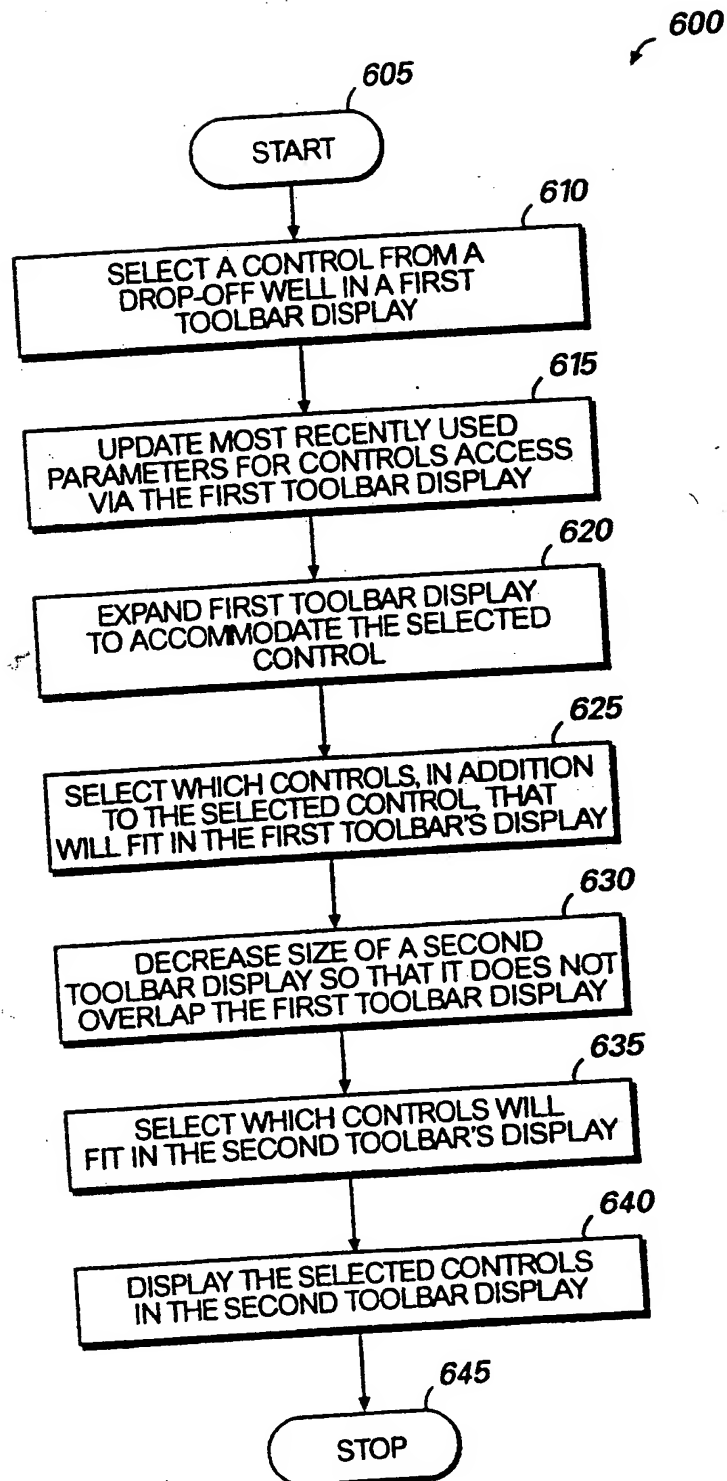 600
605
START
610
SELECT A CONTROL FROM A
DROP-OFF WELL IN A FIRST
TOOLBAR DISPLAY
615
UPDATE MOST RECENTLY USED
PARAMETERS FOR CONTROLS ACCESS
VIA THE FIRST TOOLBAR DISPLAY
620
EXPAND FIRST TOOLBAR DISPLAY
TO ACCOMMODATE THE SELECTED
CONTROL
625
SELECT WHICH CONTROLS, IN ADDITION
TO THE SELECTED CONTROL, THAT
WILL FIT IN THE FIRST TOOLBAR'S DISPLAY
630
DECREASE SIZE OF A SECOND
TOOLBAR DISPLAY SO THAT IT DOES NOT
OVERLAP THE FIRST TOOLBAR DISPLAY
635
SELECT WHICH CONTROLS WILL
FIT IN THE SECOND TOOLBAR'S DISPLAY
640
DISPLAY THE SELECTED CONTROLS
IN THE SECOND TOOLBAR DISPLAY
645
STOP